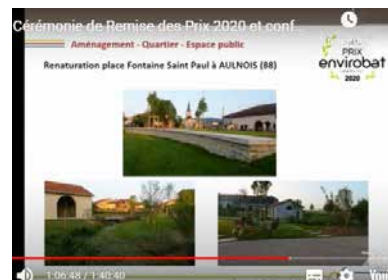 Cérémonie de Remise des Prix 2020 et conf...
Aménagement - Quartier - Espace public
PRIX
envirobat
2020
Renaturation place Fontaine Saint Paul à AULNOIS (88)
1:06:48 / 1:40:40
You